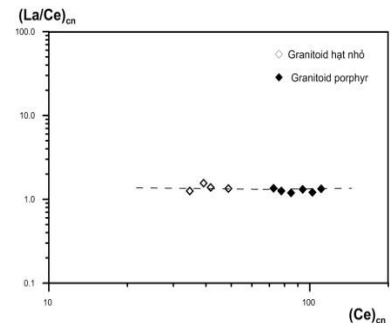 (La/Ce)cn
100.0
Granitoid hạt nhỏ
Granitoid porphyr
10.0
1.0
0.1
10
100
(Ce)cn